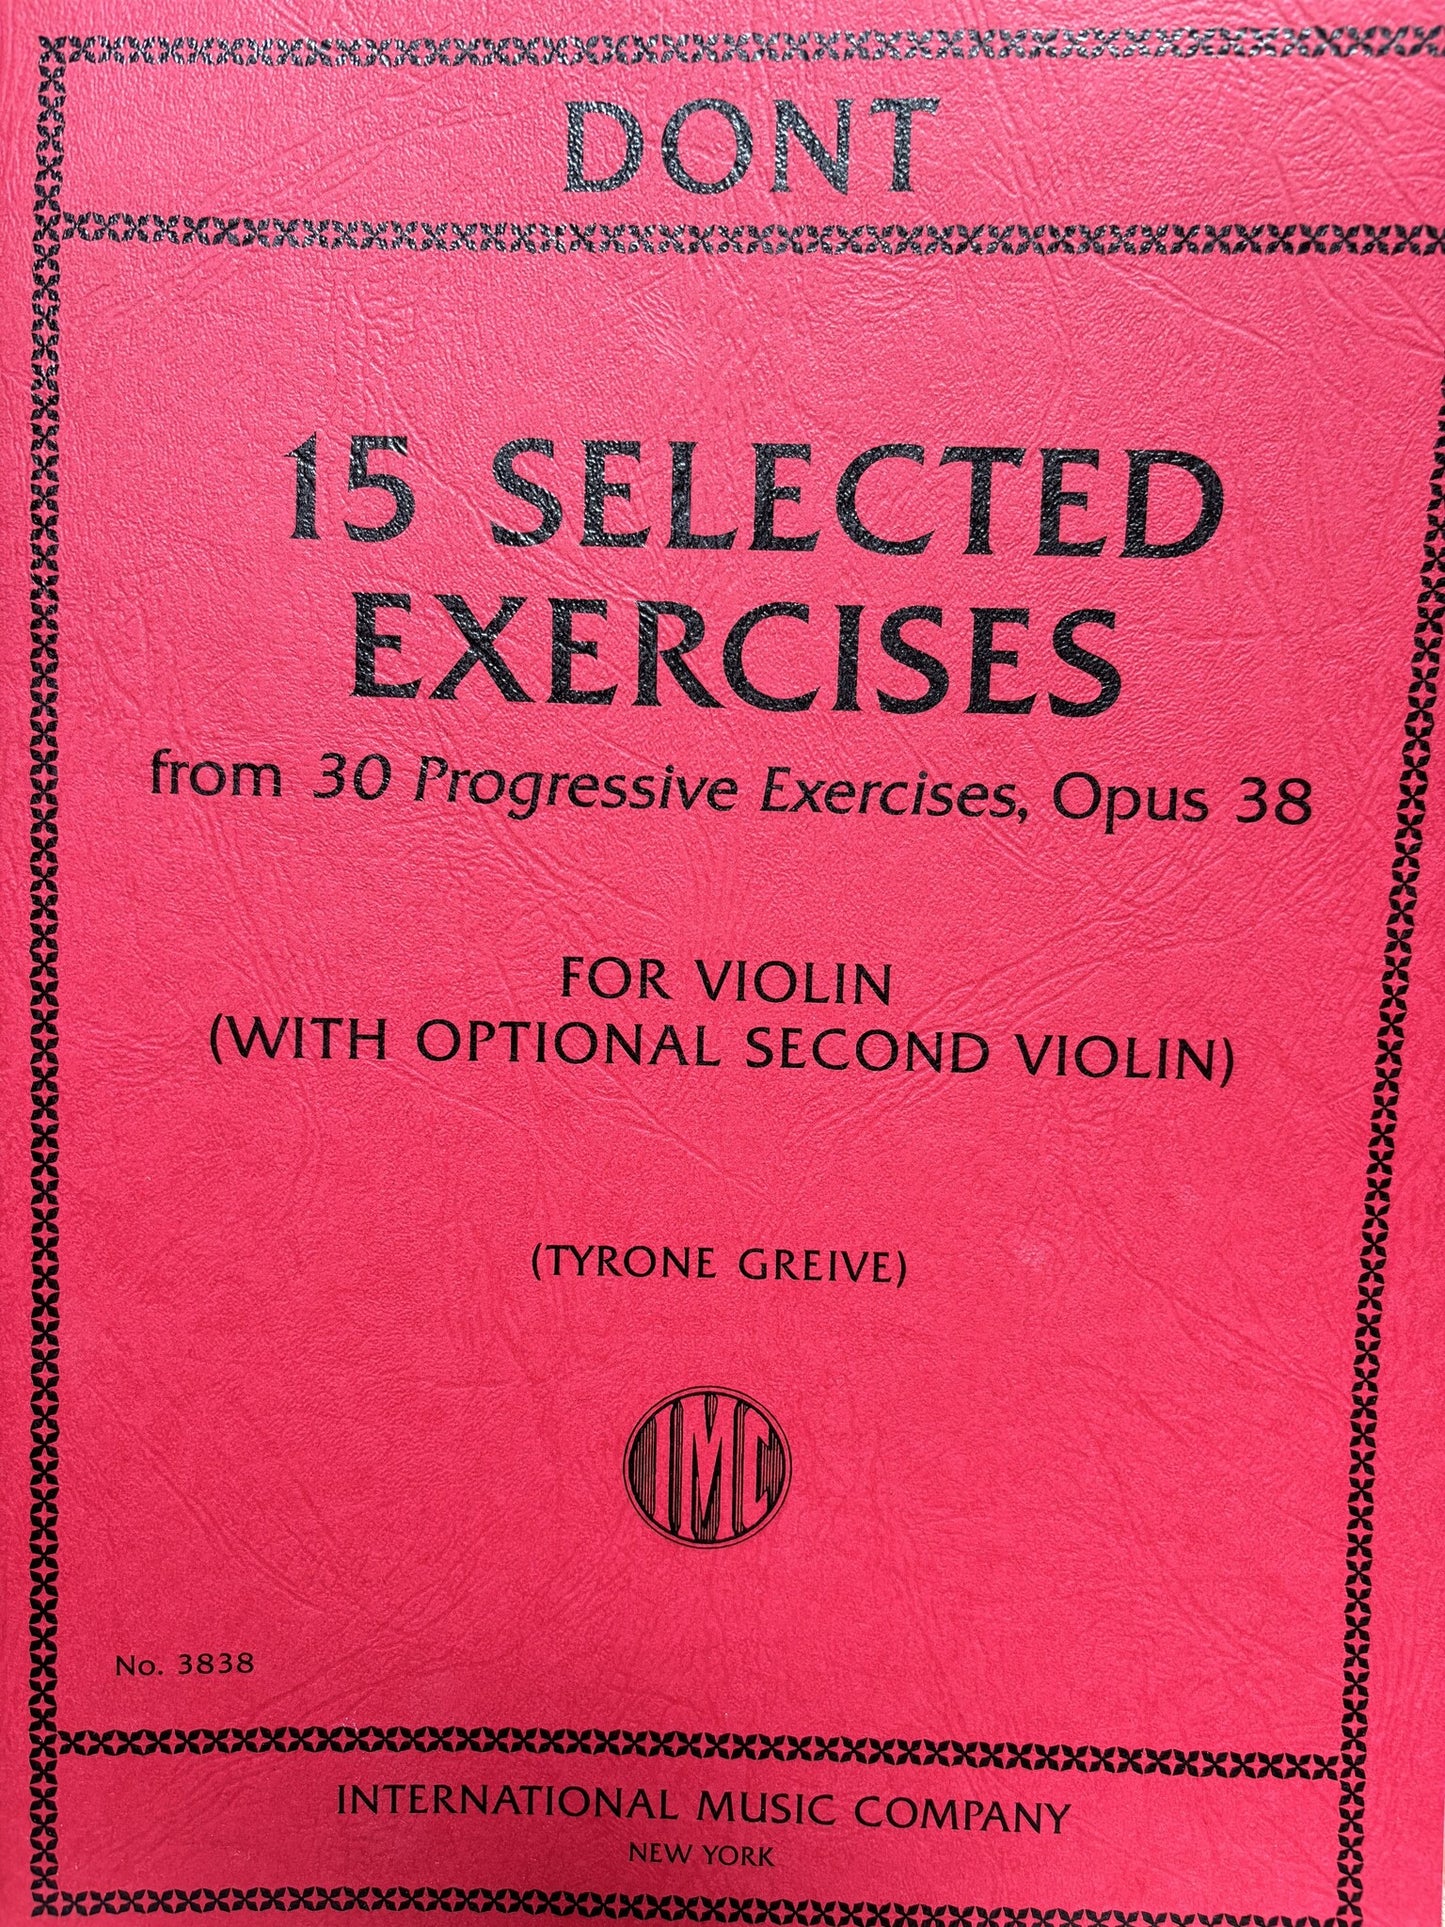 DONT
15 SELECTED
EXERCISES
from 30 Progressive Exercises, Opus 38
FOR VIOLIN
(WITH OPTIONAL SECOND VIOLIN)
(TYRONE GREIVE)
IMC
No. 3838
INTERNATIONAL MUSIC COMPANY
NEW YORK